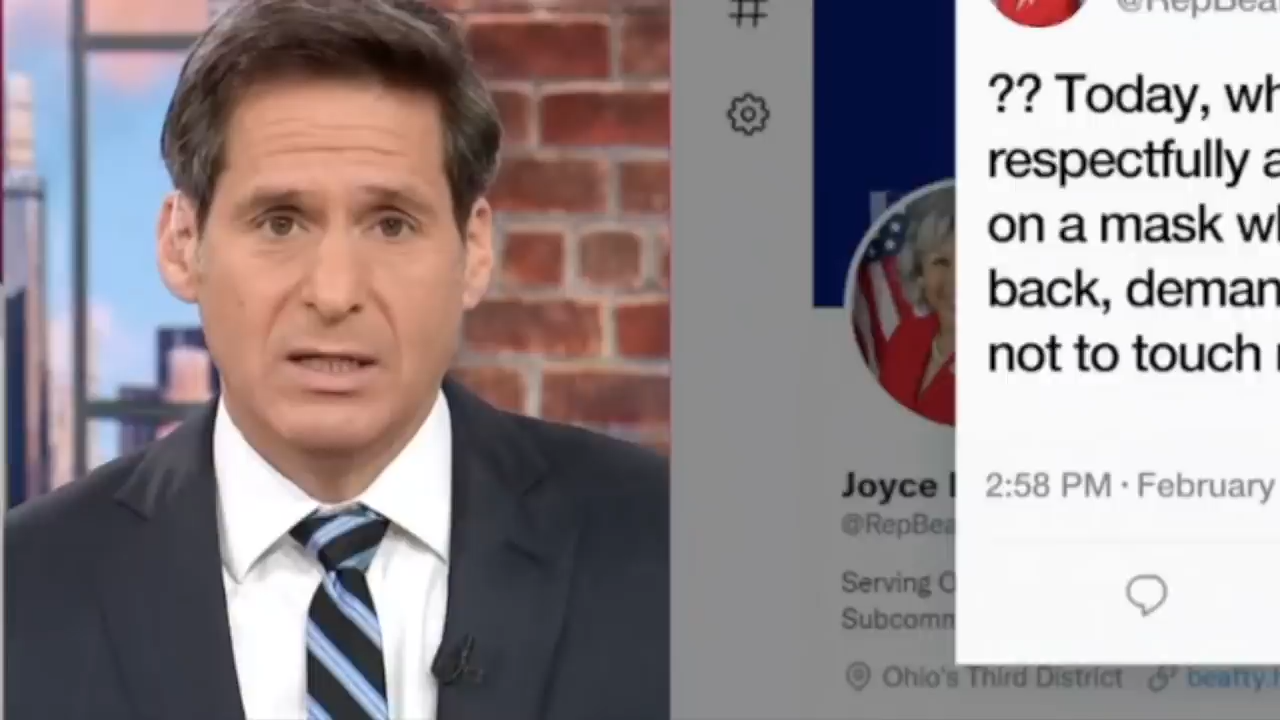 #
@RepBea
?? Today, wh
respectfully a
on a mask wh
back, deman
not to touch
2:58 PM · February
Joyce
@RepBea
Serving
Subcomm
Ohio's Third District
beatty.